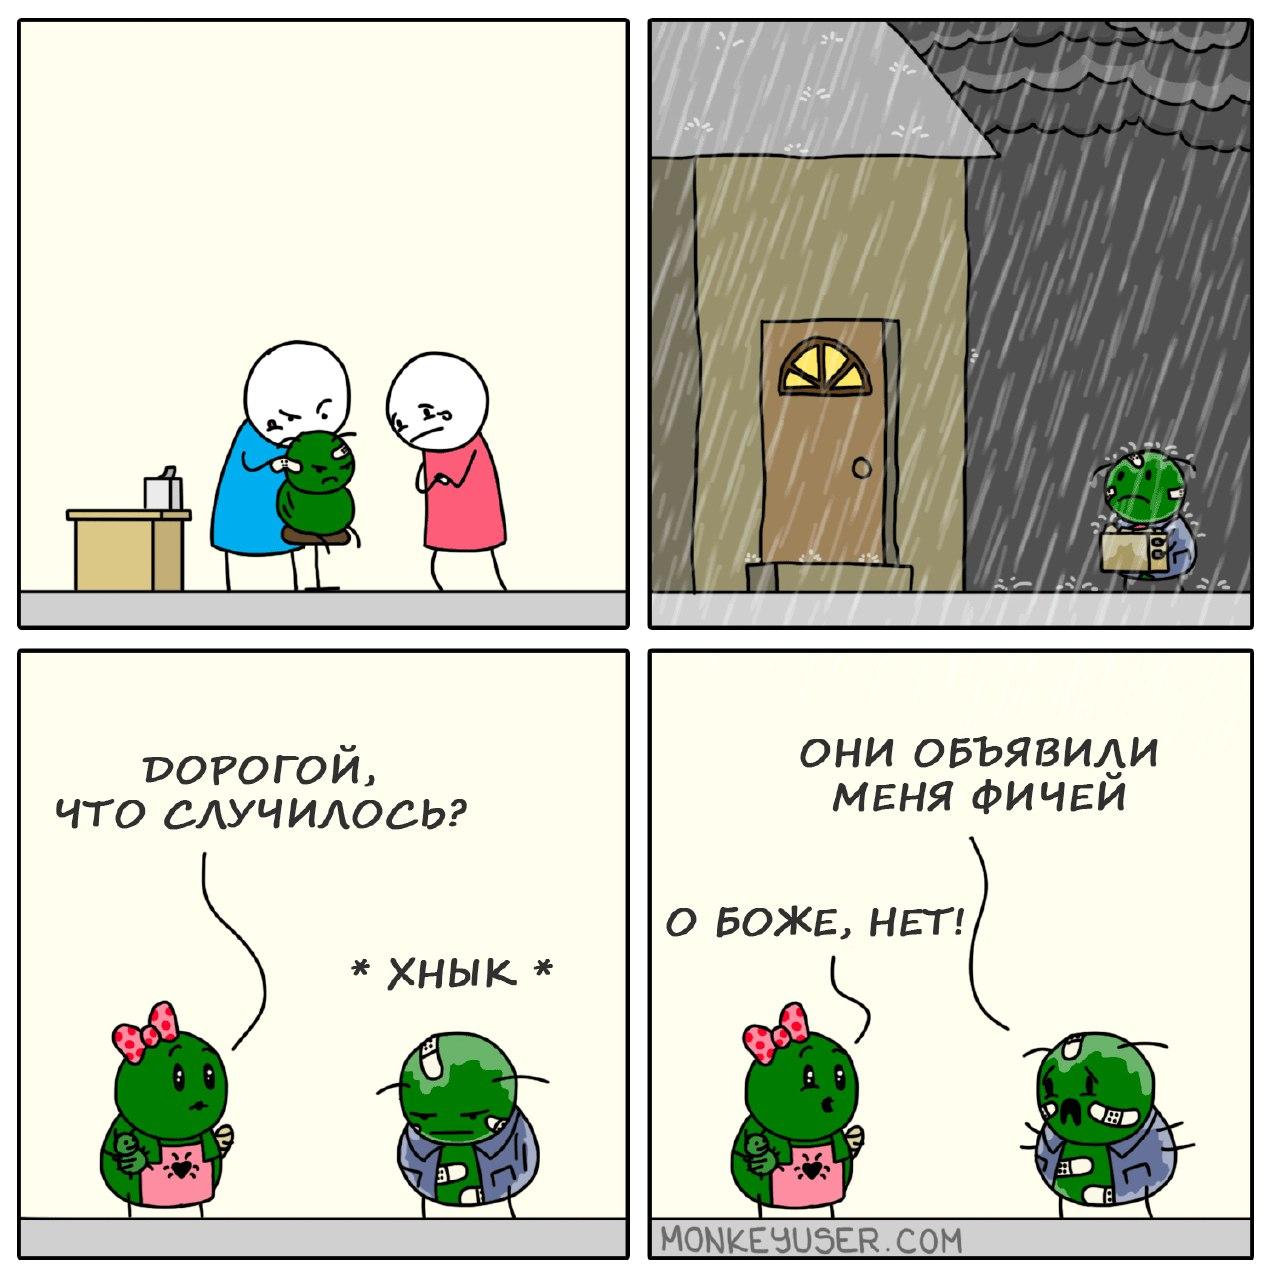 ДОРОГОЙ,
ЧТО СЛУЧИЛОСЬ?
* ХНЫК *
ОНИ ОБЪЯВИЛИ
МЕНЯ ФИЧЕЙ
О БОЖЕ, НЕТ!
MONKEYUSER.COM